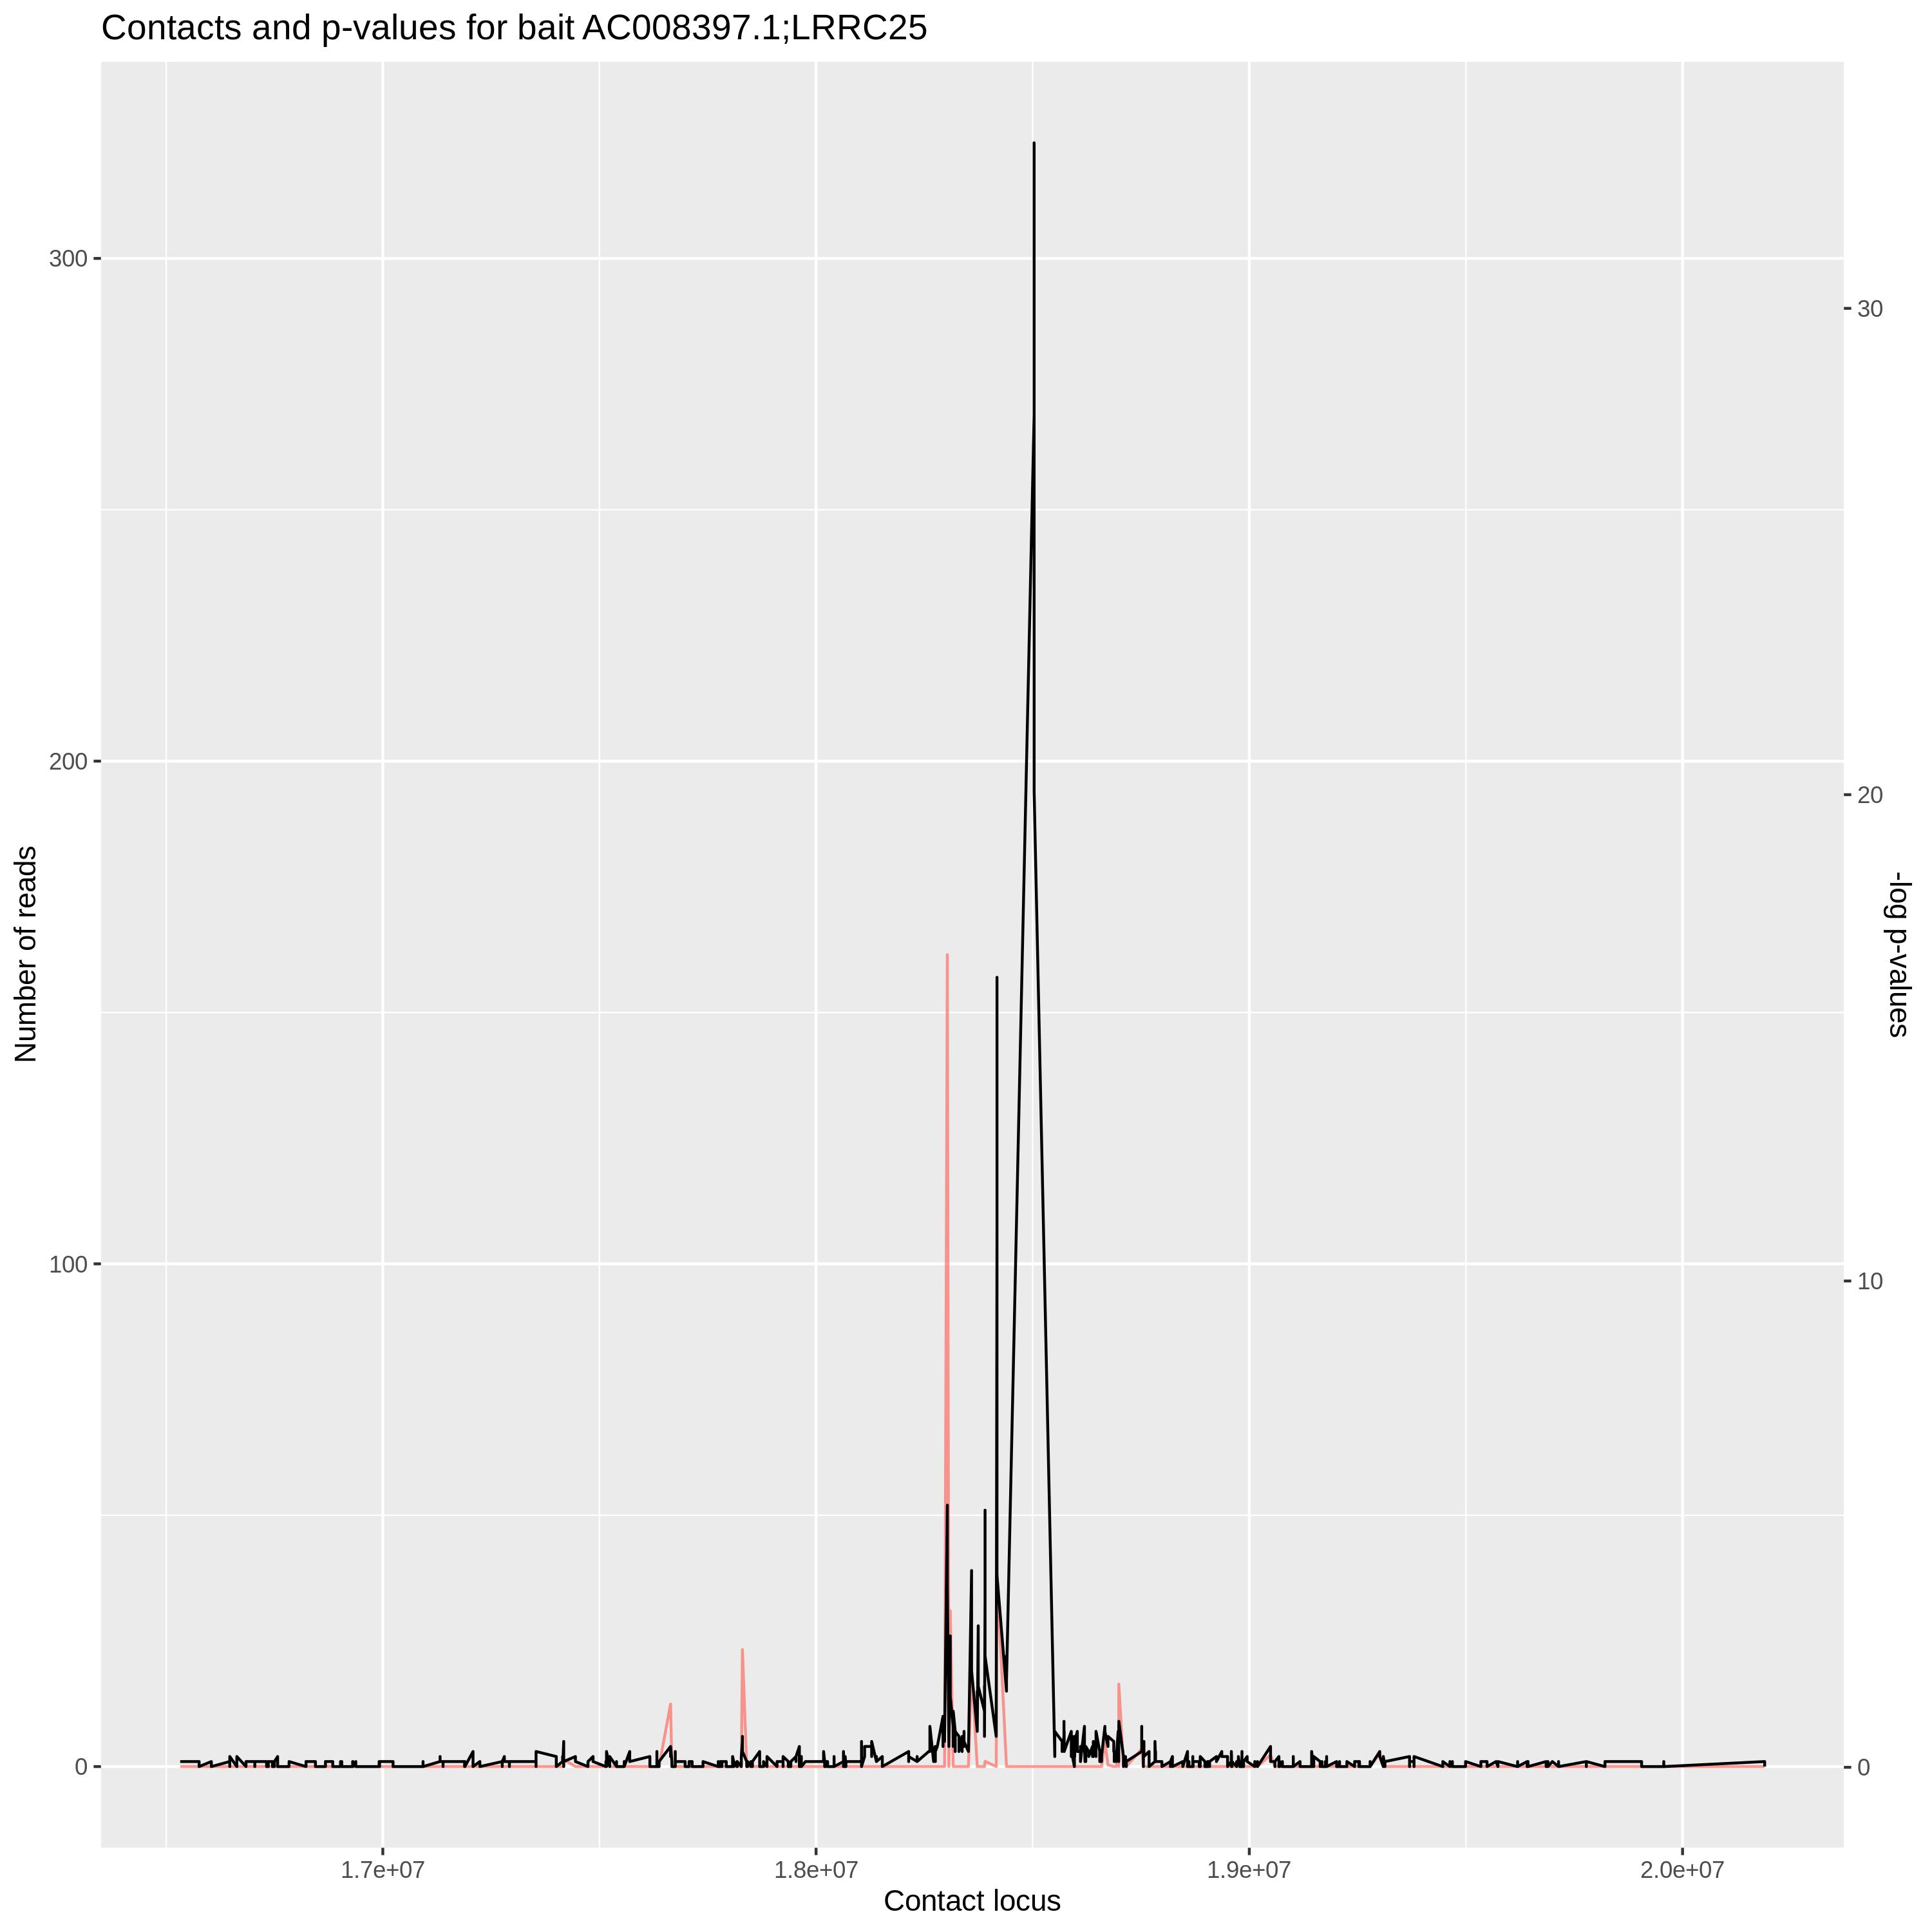 Contacts and p-values for bait AC008397.1;LRRC25
300
200
100
0
Number of reads
30
20
10
0
-log p-values
1.7e+07
1.8e+07
1.9e+07
2.0e+07
Contact locus